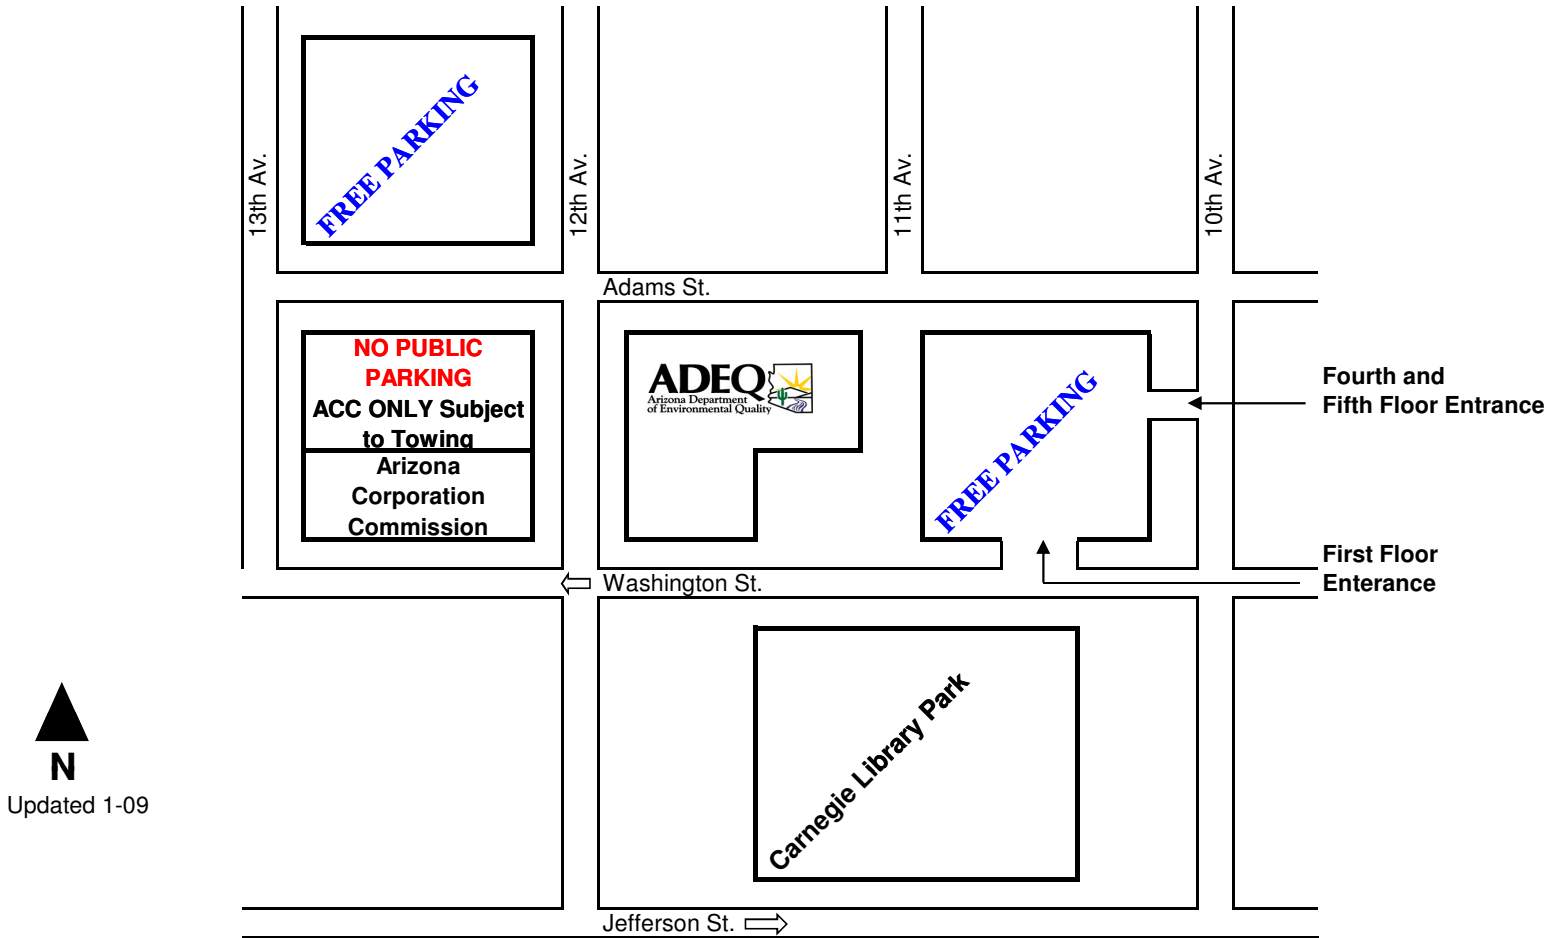 FREE PARKING
13th Av.
12th Av.
11th Av.
10th Av.
Adams St.
NO PUBLIC
PARKING
ACC ONLY Subject
to Towing
Arizona
Corporation
Commission
ADEQ
Arizona Department
of Environmental Quality
FREE PARKING
Fourth and
Fifth Floor Entrance
First Floor
Enterance
Washington St.
Carnegie Library Park
N
Updated 1-09
Jefferson St.